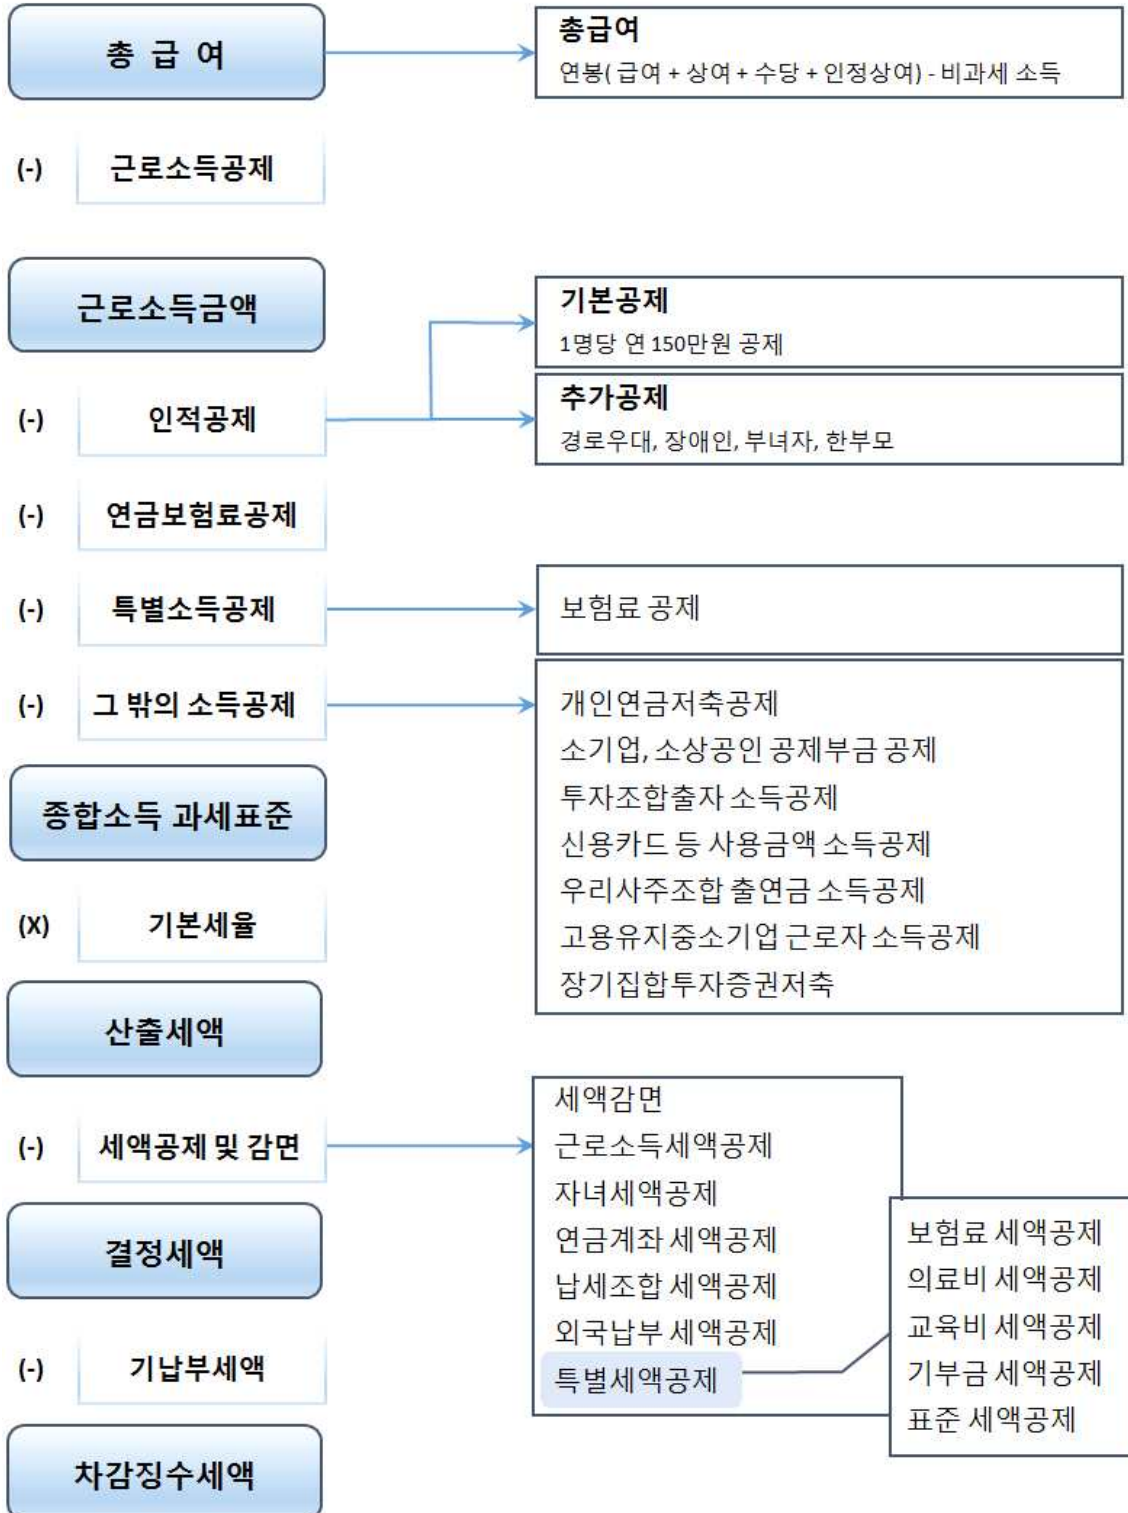 총 급 여
총급여
연봉( 급여 + 상여 + 수당 + 인정상여) - 비과세 소득
(-) 근로소득공제
근로소득금액
기본공제
1명당 연 150만원 공제
(-) 인적공제
추가공제
경로우대, 장애인, 부녀자, 한부모
(-) 연금보험료공제
(-) 특별소득공제
보험료 공제
(-) 그 밖의 소득공제
개인연금저축공제
소기업, 소상공인 공제부금 공제
투자조합출자 소득공제
신용카드 등 사용금액 소득공제
우리사주조합 출연금 소득공제
고용유지중소기업 근로자 소득공제
장기집합투자증권저축
종합소득 과세표준
(X) 기본세율
산출세액
(-) 세액공제 및 감면
세액감면
근로소득세액공제
자녀세액공제
연금계좌 세액공제
납세조합 세액공제
외국납부 세액공제
특별세액공제
보험료 세액공제
의료비 세액공제
교육비 세액공제
기부금 세액공제
표준 세액공제
결정세액
(-) 기납부세액
차감징수세액